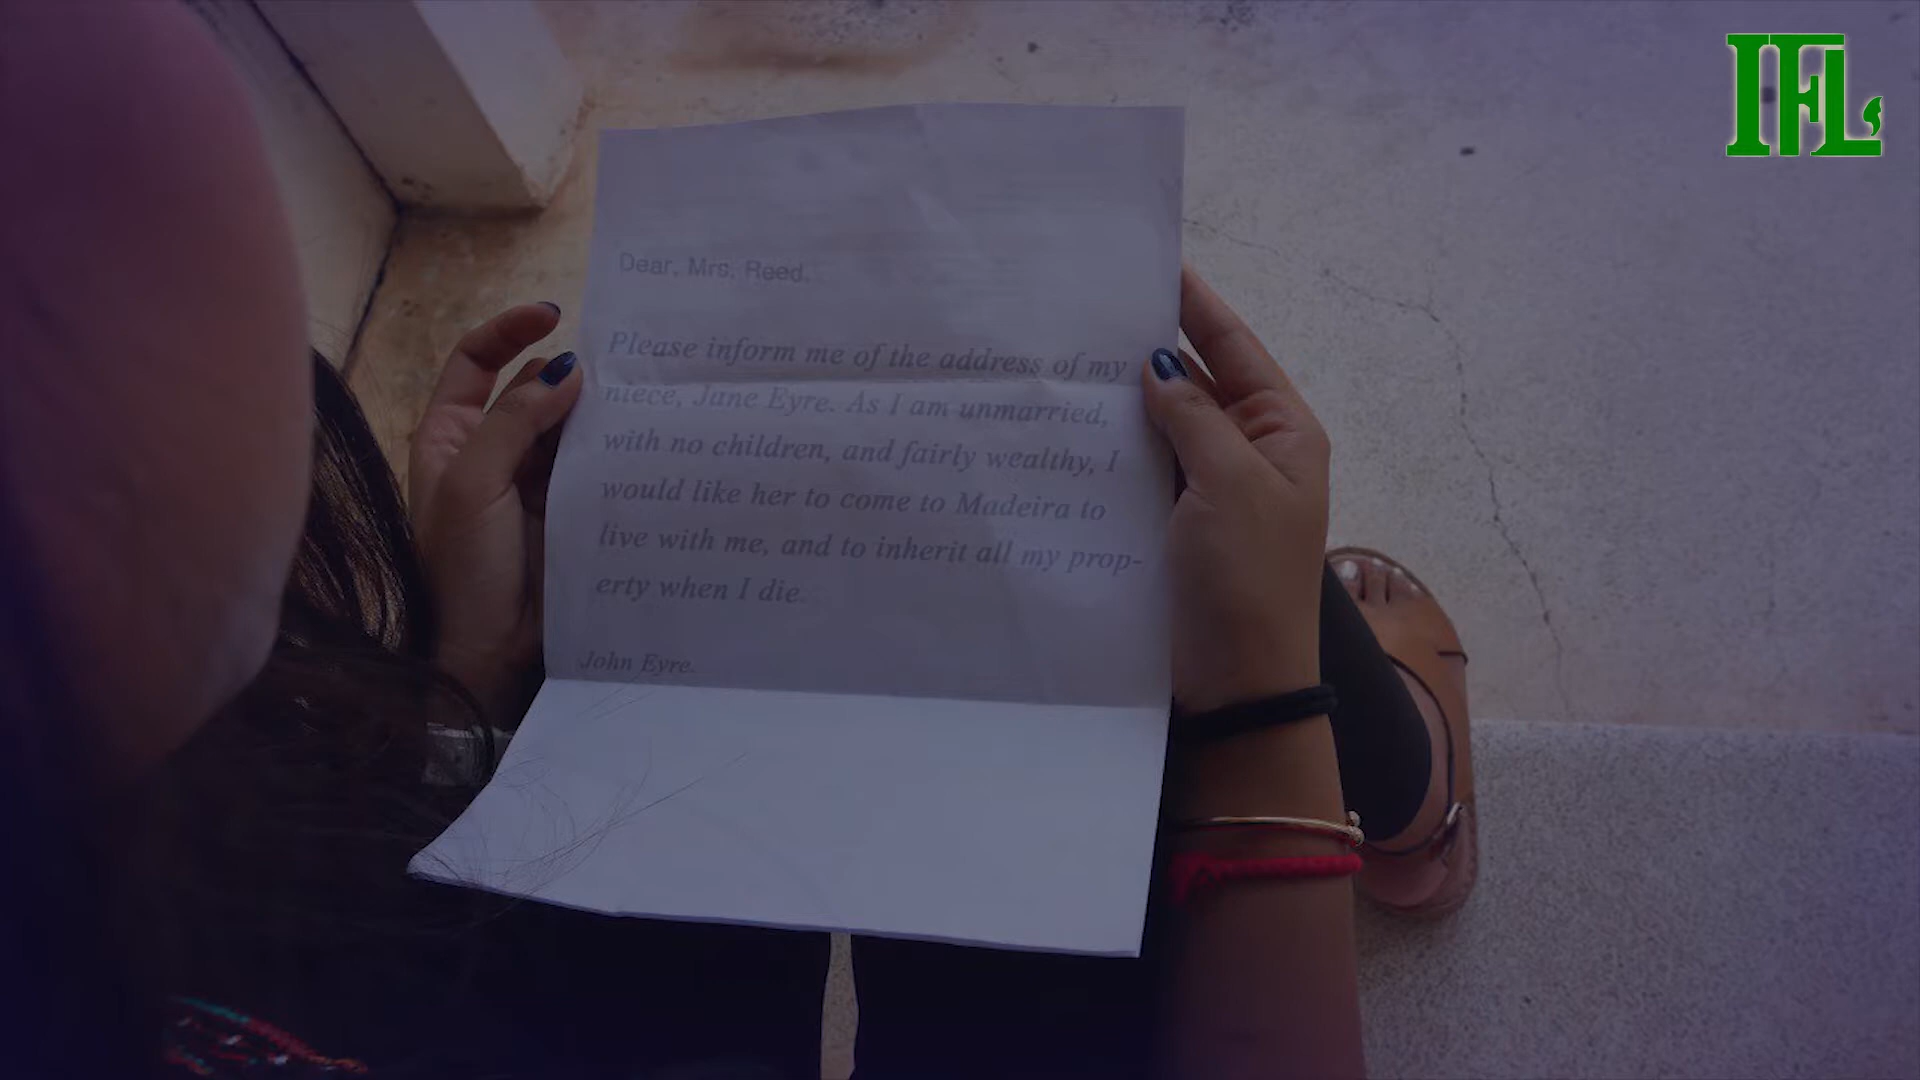 IFLs
Dear, Mrs. Reed.
Please inform me of the address of my
niece, Jane Eyre. As I am unmarried,
with no children, and fairly wealthy, I
would like her to come to Madeira to
live with me, and to inherit all my prop-
erty when I die.
John Eyre.